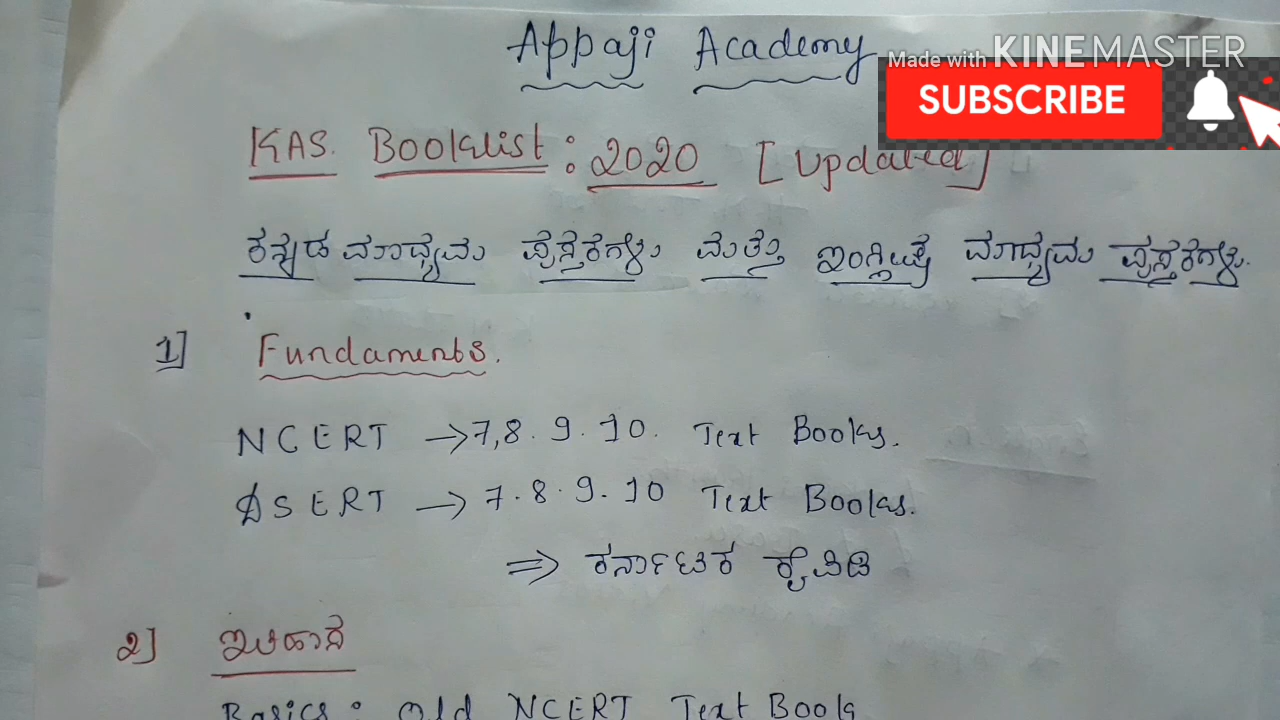 Appaji Academy
Made with KINEMASTER
SUBSCRIBE
KAS. Booklist : 2020 [Updated]
ಕನ್ನಡ ಮಾಧ್ಯಮ ಪುಸ್ತಕಗಳು ಮತ್ತು ಇಂಗ್ಲೀಷ್ ಮಾಧ್ಯಮ ಪುಸ್ತಕಗಳು.
1] Fundaments.
NCERT → 7,8.9.10. Text Books.
DSERT → 7.8.9.10 Text Books.
⇒ ಕರ್ನಾಟಕ ಕೈಪಿಡಿ
2] ಇತಿಹಾಸ
Basics : Old NCERT Text Book